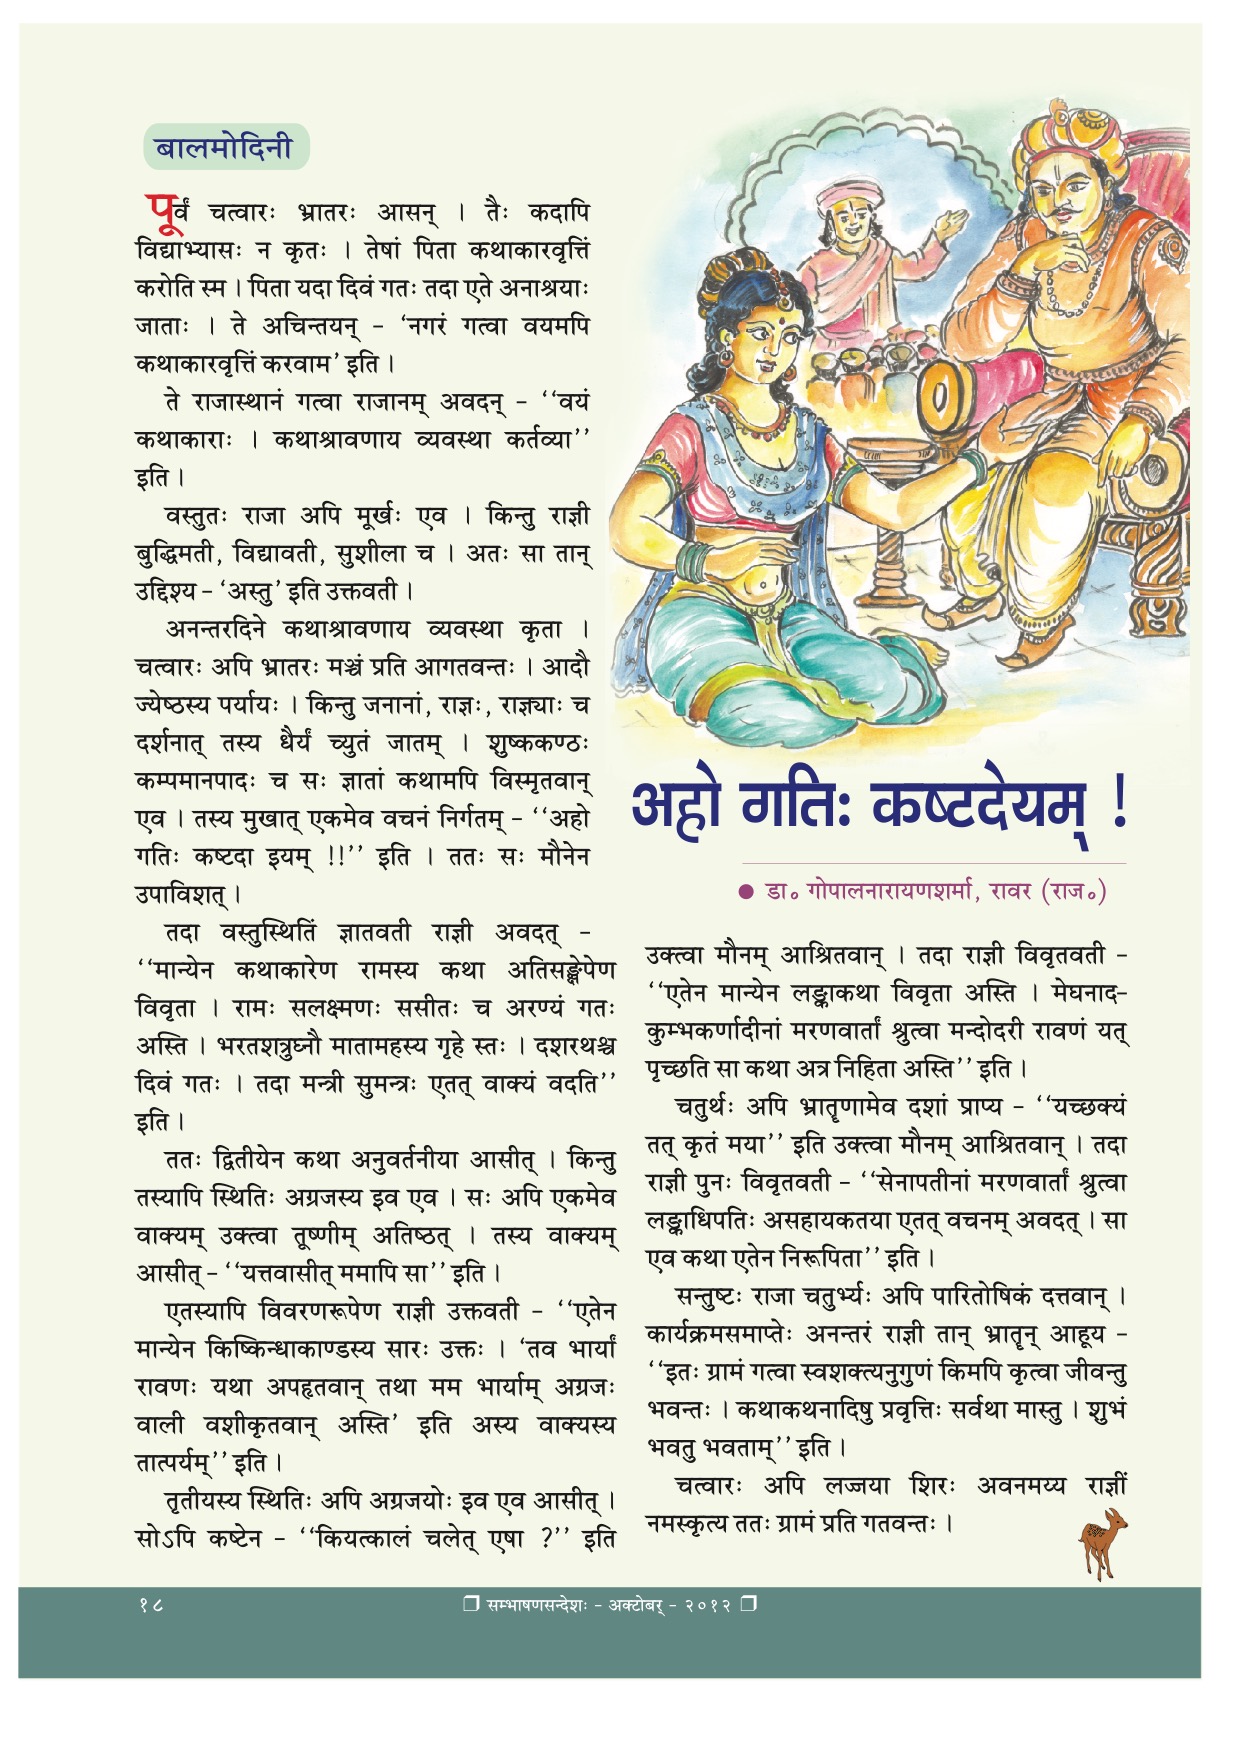 बालमोदिनी
पूर्वं चत्वारः भ्रातरः आसन् । तैः कदापि
विद्याभ्यासः न कृतः । तेषां पिता कथाकारवृत्तिं
करोति स्म । पिता यदा दिवं गतः तदा एते अनाश्रयाः
जाताः । ते अचिन्तयन् - ‘नगरं गत्वा वयमपि
कथाकारवृत्तिं करवाम’ इति ।
ते राजास्थानं गत्वा राजानम् अवदन् - ‘‘वयं
कथाकाराः । कथाश्रावणाय व्यवस्था कर्तव्या’’
इति ।
वस्तुतः राजा अपि मूर्खः एव । किन्तु राज्ञी
बुद्धिमती, विद्यावती, सुशीला च । अतः सा तान्
उद्दिश्य - ‘अस्तु’ इति उक्तवती ।
अनन्तरदिने कथाश्रावणाय व्यवस्था कृता ।
चत्वारः अपि भ्रातरः मञ्चं प्रति आगतवन्तः । आदौ
ज्येष्ठस्य पर्यायः । किन्तु जनानां, राज्ञः, राज्ञ्याः च
दर्शनात् तस्य धैर्यं च्युतं जातम् । शुष्ककण्ठः
कम्पमानपादः च सः ज्ञातां कथामपि विस्मृतवान्
एव । तस्य मुखात् एकमेव वचनं निर्गतम् - ‘‘अहो
गतिः कष्टदा इयम् !!’’ इति । ततः सः मौनेन
उपाविशत् ।
तदा वस्तुस्थितिं ज्ञातवती राज्ञी अवदत् -
‘‘मान्येन कथाकारेण रामस्य कथा अतिसङ्क्षेपेण
विवृता । रामः सलक्ष्मणः ससीतः च अरण्यं गतः
अस्ति । भरतशत्रुघ्नौ मातामहस्य गृहे स्तः । दशरथश्च
दिवं गतः । तदा मन्त्री सुमन्त्रः एतत् वाक्यं वदति’’
इति ।
ततः द्वितीयेन कथा अनुवर्तनीया आसीत् । किन्तु
तस्यापि स्थितिः अग्रजस्य इव एव । सः अपि एकमेव
वाक्यम् उक्त्वा तूष्णीम् अतिष्ठत् । तस्य वाक्यम्
आसीत् - ‘‘यत्तवासीत् ममापि सा’’ इति ।
एतस्यापि विवरणरूपेण राज्ञी उक्तवती - ‘‘एतेन
मान्येन किष्किन्धाकाण्डस्य सारः उक्तः । ‘तव भार्यां
रावणः यथा अपहृतवान् तथा मम भार्याम् अग्रजः
वाली वशीकृतवान् अस्ति’ इति अस्य वाक्यस्य
तात्पर्यम्’’ इति ।
तृतीयस्य स्थितिः अपि अग्रजयोः इव एव आसीत् ।
सोऽपि कष्टेन - ‘‘कियत्कालं चलेत् एषा ?’’ इति
अहो गतिः कष्टदेयम् !
● डा॰ गोपालनारायणशर्मा, रावर (राज॰)
उक्त्वा मौनम् आश्रितवान् । तदा राज्ञी विवृतवती -
‘‘एतेन मान्येन लङ्काकथा विवृता अस्ति । मेघनाद-
कुम्भकर्णादीनां मरणवार्तां श्रुत्वा मन्दोदरी रावणं यत्
पृच्छति सा कथा अत्र निहिता अस्ति’’ इति ।
चतुर्थः अपि भ्रातॄणामेव दशां प्राप्य - ‘‘यच्छक्यं
तत् कृतं मया’’ इति उक्त्वा मौनम् आश्रितवान् । तदा
राज्ञी पुनः विवृतवती - ‘‘सेनापतीनां मरणवार्तां श्रुत्वा
लङ्काधिपतिः असहायकतया एतत् वचनम् अवदत् । सा
एव कथा एतेन निरूपिता’’ इति ।
सन्तुष्टः राजा चतुर्भ्यः अपि पारितोषिकं दत्तवान् ।
कार्यक्रमसमाप्तेः अनन्तरं राज्ञी तान् भ्रातॄन् आहूय -
‘‘इतः ग्रामं गत्वा स्वशक्त्यनुगुणं किमपि कृत्वा जीवन्तु
भवन्तः । कथाकथनादिषु प्रवृत्तिः सर्वथा मास्तु । शुभं
भवतु भवताम्’’ इति ।
चत्वारः अपि लज्जया शिरः अवनमय्य राज्ञीं
नमस्कृत्य ततः ग्रामं प्रति गतवन्तः ।
१८
❐ सम्भाषणसन्देशः - अक्टोबर् - २०१२ ❐